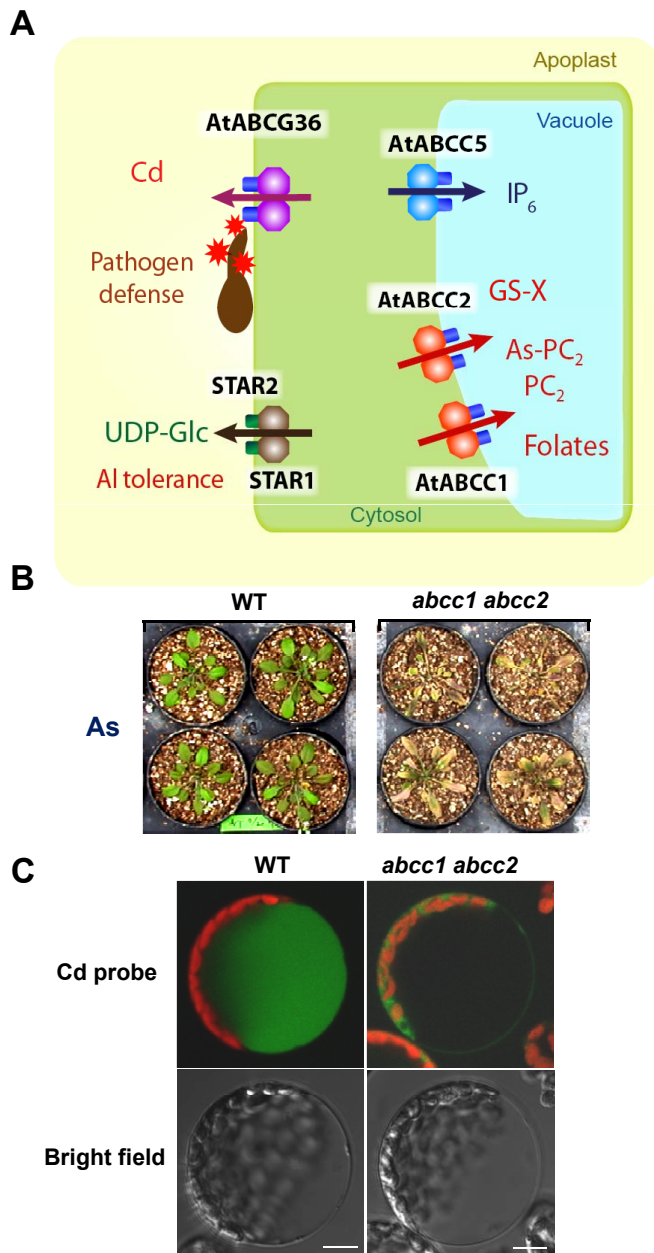 A
Apoplast
AtABCG36
Vacuole
AtABCC5
Cd
IP6
Pathogen
defense
GS-X
AtABCC2
As-PC2
PC2
STAR2
UDP-Glc
Folates
Al tolerance
STAR1
AtABCC1
Cytosol
B
WT
abcc1 abcc2
As
C
WT
abcc1 abcc2
Cd probe
Bright field